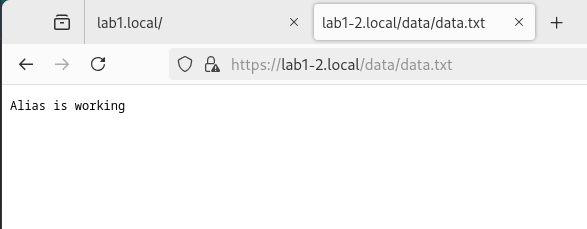 lab1.local/
lab1-2.local/data/data.txt
https://lab1-2.local/data/data.txt
Alias is working